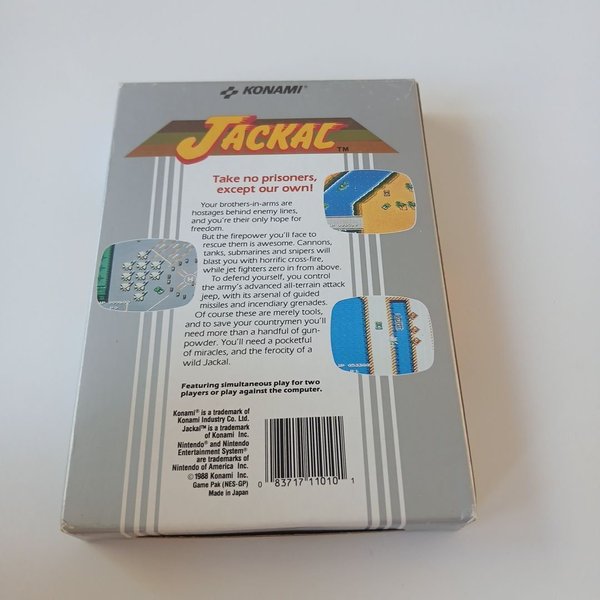 KONAMI®
JACKAL™
Take no prisoners,
except our own!
Your brothers-in-arms are
hostages behind enemy lines,
and you're their only hope for
freedom.
But the firepower you'll face to
rescue them is awesome. Cannons,
tanks, submarines and snipers will
blast you with horrific cross-fire,
while jet fighters zero in from above.
To defend yourself, you control
the army's advanced all-terrain attack
jeep, with its arsenal of guided
missiles and incendiary grenades.
Of course these are merely tools,
and to save your countrymen you'll
need more than a handful of gun-
powder. You'll need a pocketful
of miracles, and the ferocity of a
wild Jackal.
Featuring simultaneous play for two
players or play against the computer.
Konami® is a trademark of
Konami Industry Co. Ltd.
Jackal™ is a trademark
of Konami Inc.
Nintendo® and Nintendo
Entertainment System®
are trademarks of
Nintendo of America Inc.
©1988 Konami Inc.
Game Pak (NES-GP)
Made in Japan
0 83717 11010 1